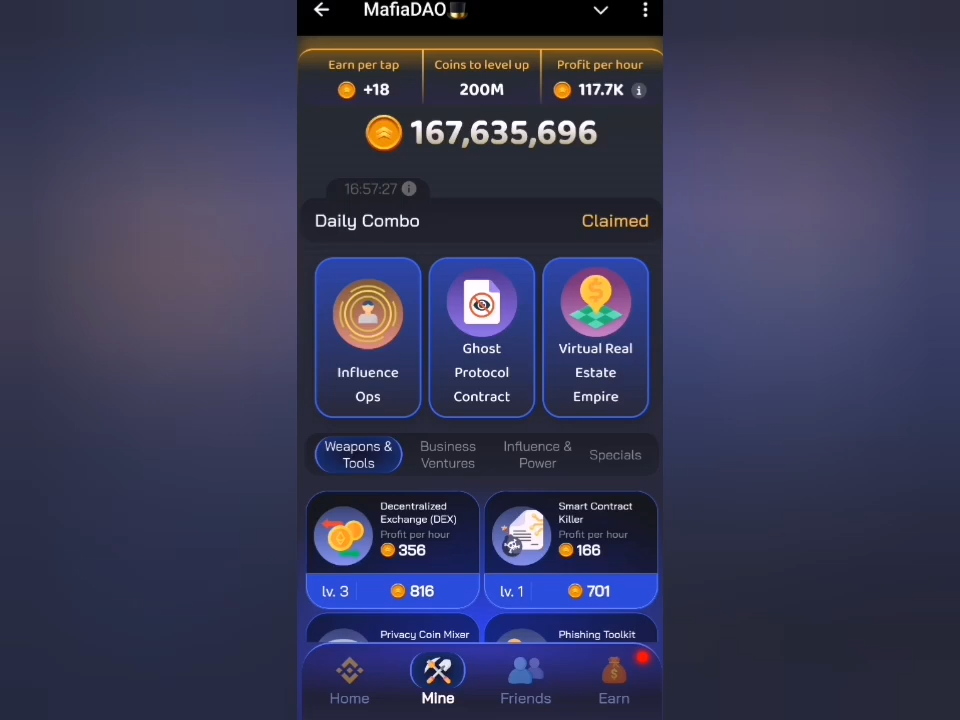 MafiaDAO
Earn per tap
+18
Coins to level up
200M
Profit per hour
117.7K
167,635,696
16:57:27
Daily Combo
Claimed
Influence
Ops
Ghost
Protocol
Contract
Virtual Real
Estate
Empire
Weapons &
Tools
Business
Ventures
Influence &
Power
Specials
Decentralized
Exchange (DEX)
Profit per hour
356
lv. 3
816
Smart Contract
Killer
Profit per hour
166
lv. 1
701
Privacy Coin Mixer
Phishing Toolkit
Home
Mine
Friends
Earn